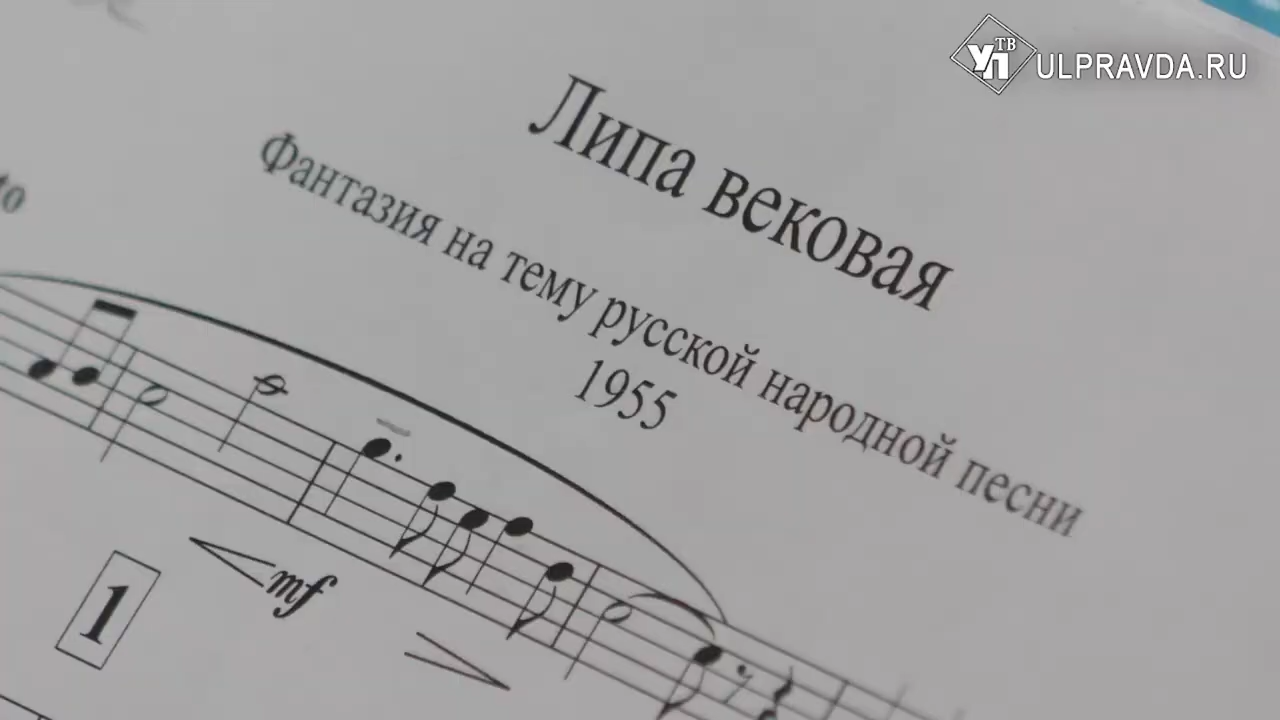 УП ТВ
ULPRAVDA.RU
Липа вековая
Фантазия на тему русской народной песни
1955
mf
1